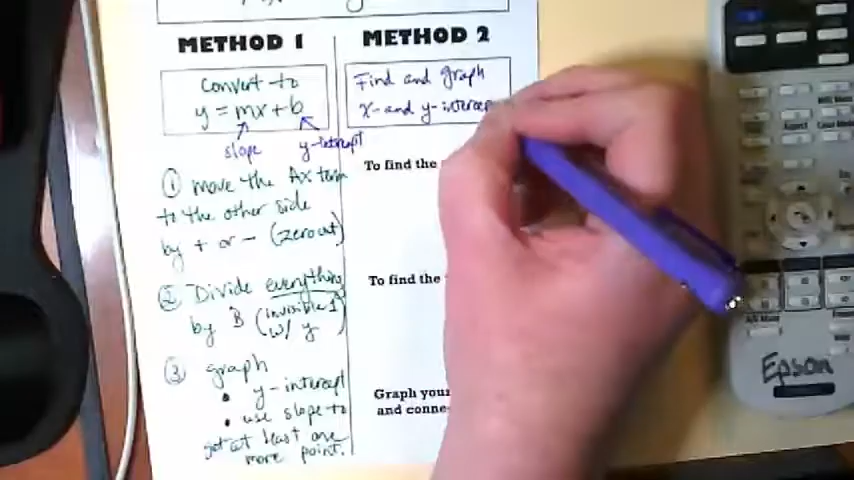 METHOD 1
Convert to
y = mx + b
slope
y-intercept
① move the Ax term
to the other side
by + or - (zero out)
② Divide everything
by B (invisible 1
w/ y)
③ graph
• y-intercept
• use slope to
get at least one
more point.
METHOD 2
Find and graph
x- and y-intercep
To find the
To find the
Graph your
and conne
Epson
EPSON